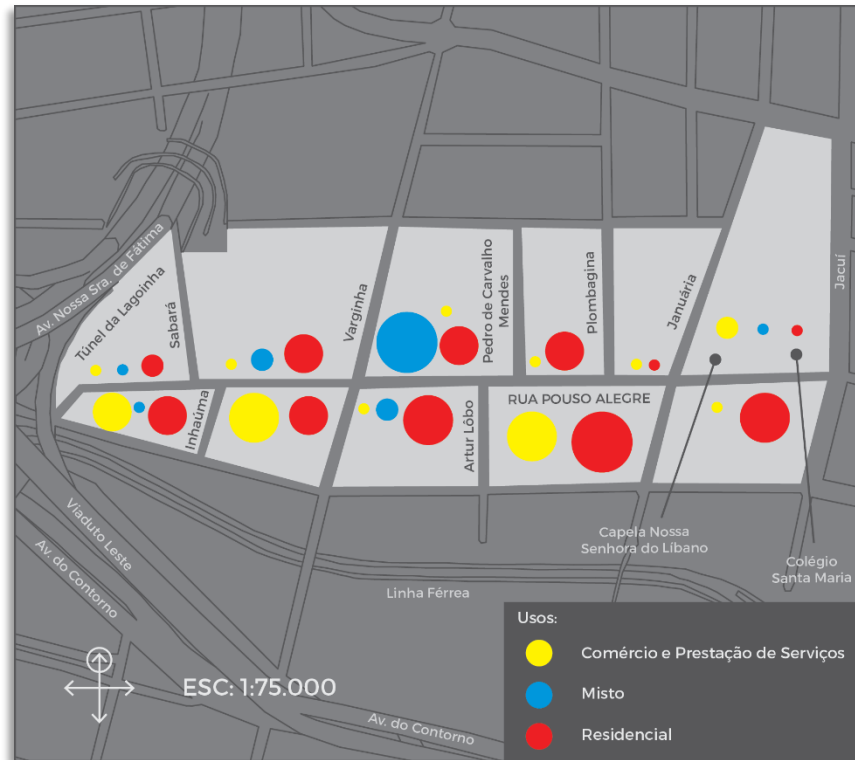 Av. Nossa Sra. de Fátima
Túnel da Lagoinha
Sabará
Varginha
Pedro de Carvalho
Mendes
Plombagina
Januária
Jacuí
Inhaúma
Artur Lôbo
RUA POUSO ALEGRE
Viaduto Leste
Av. do Contorno
Capela Nossa
Senhora do Líbano
Colégio
Santa Maria
Linha Férrea
ESC: 1:75.000
Av. do Contorno
Usos:
Comércio e Prestação de Serviços
Misto
Residencial